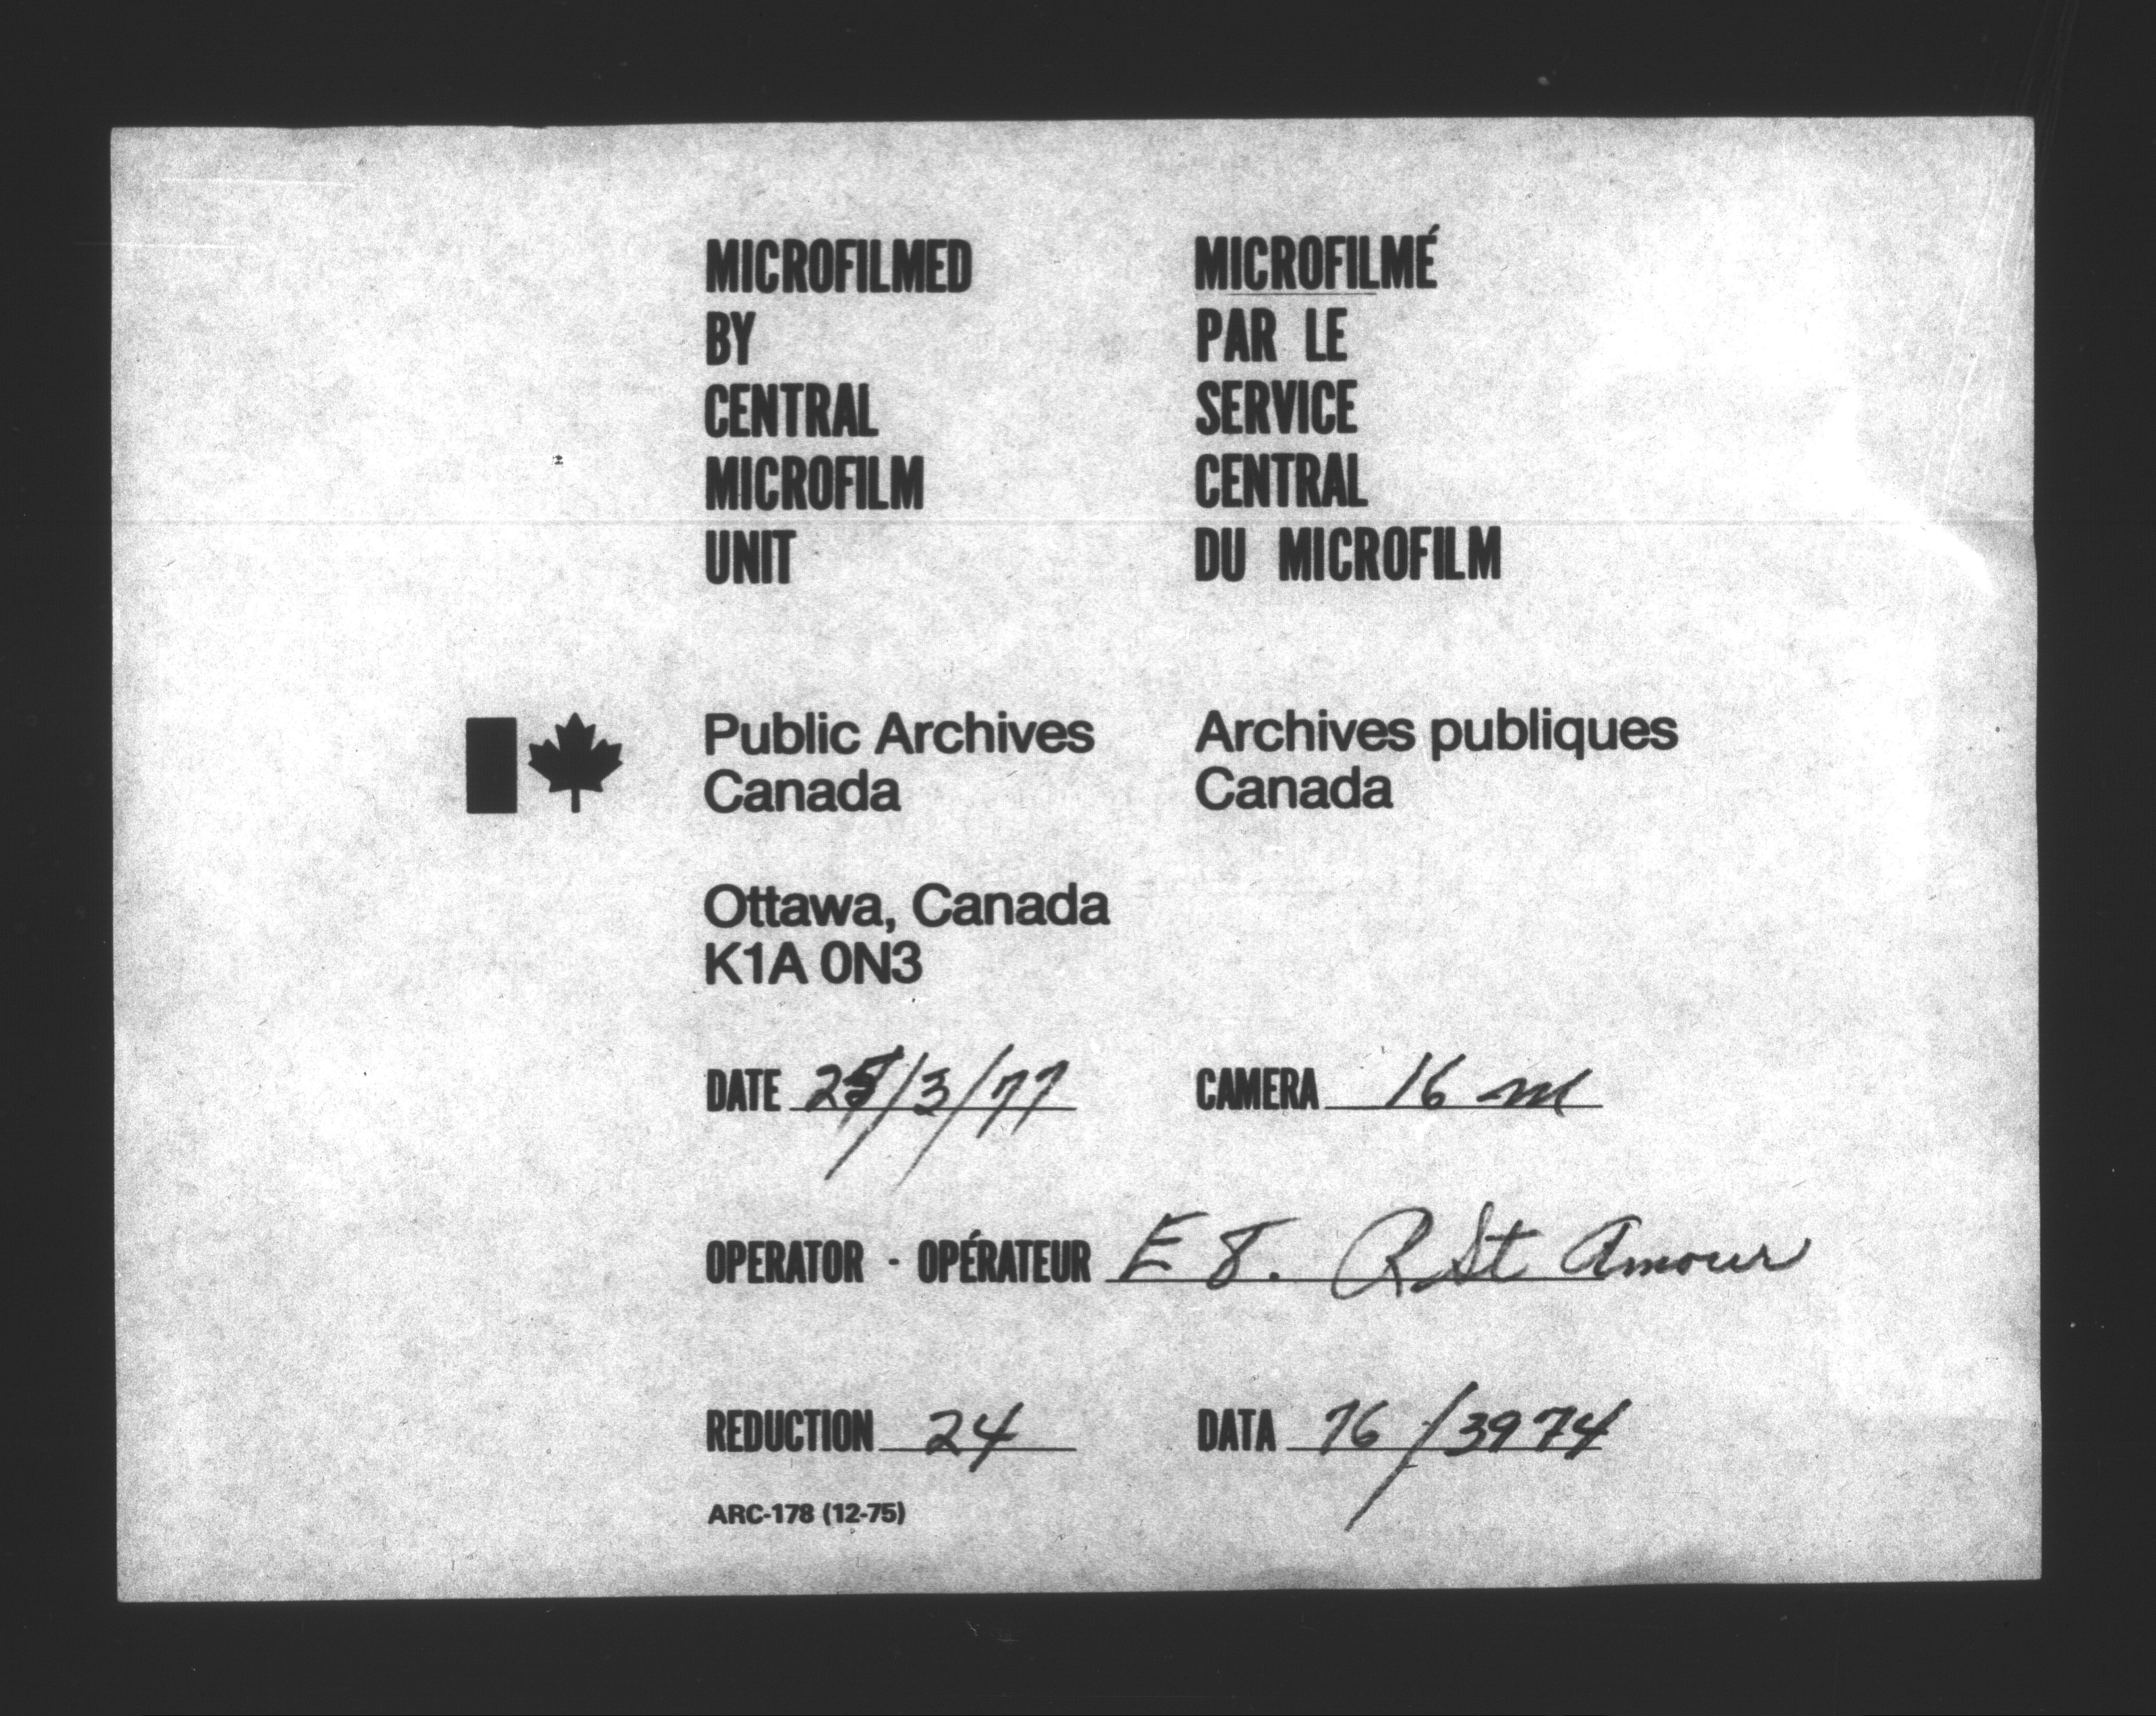 MICROFILMED
BY
CENTRAL
MICROFILM
UNIT
MICROFILMÉ
PAR LE
SERVICE
CENTRAL
DU MICROFILM
Public Archives
Canada
Archives publiques
Canada
Ottawa, Canada
K1A 0N3
DATE 25/3/77
CAMERA 16 m
OPERATOR - OPÉRATEUR E 8. R St Amour
REDUCTION 24
DATA 76/3974
ARC-178 (12-75)